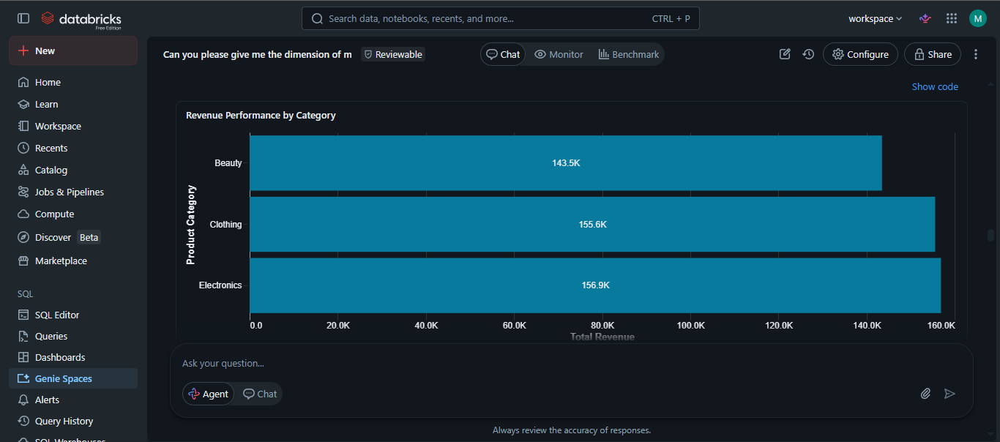 databricks
Free Edition
Search data, notebooks, recents, and more...
CTRL + P
workspace
M
New
Home
Learn
Workspace
Recents
Catalog
Jobs & Pipelines
Compute
Discover Beta
Marketplace
SQL
SQL Editor
Queries
Dashboards
Genie Spaces
Alerts
Query History
SQL Warehouses
Can you please give me the dimension of m
Reviewable
Chat
Monitor
Benchmark
Configure
Share
Show code
Revenue Performance by Category
Product Category
Beauty
143.5K
Clothing
155.6K
Electronics
156.9K
0.0 20.0K 40.0K 60.0K 80.0K 100.0K 120.0K 140.0K 160.0K
Total Revenue
Ask your question...
Agent
Chat
Always review the accuracy of responses.